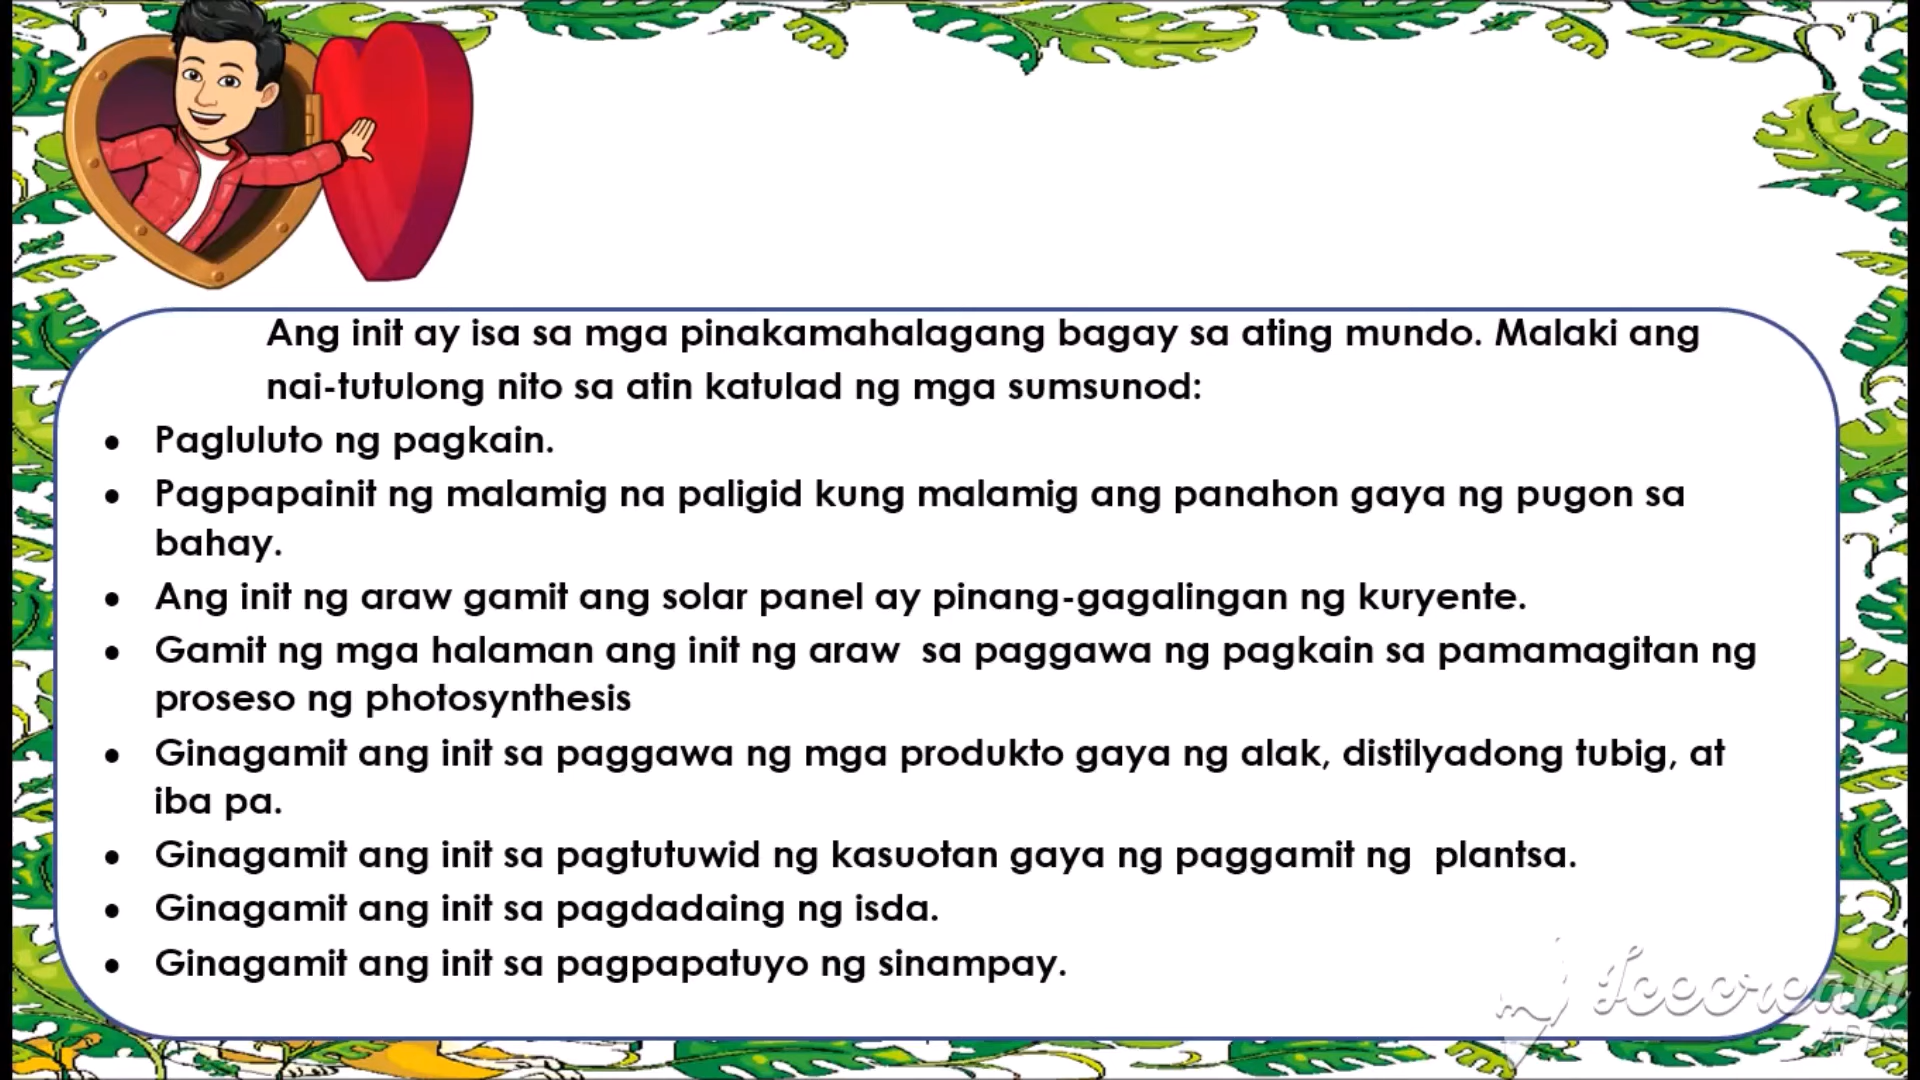 Ang init ay isa sa mga pinakamahalagang bagay sa ating mundo. Malaki ang
nai-tutulong nito sa atin katulad ng mga sumsunod:
• Pagluluto ng pagkain.
• Pagpapainit ng malamig na paligid kung malamig ang panahon gaya ng pugon sa
bahay.
• Ang init ng araw gamit ang solar panel ay pinang-gagalingan ng kuryente.
• Gamit ng mga halaman ang init ng araw  sa paggawa ng pagkain sa pamamagitan ng
proseso ng photosynthesis
• Ginagamit ang init sa paggawa ng mga produkto gaya ng alak, distilyadong tubig, at
iba pa.
• Ginagamit ang init sa pagtutuwid ng kasuotan gaya ng paggamit ng  plantsa.
• Ginagamit ang init sa pagdadaing ng isda.
• Ginagamit ang init sa pagpapatuyo ng sinampay.
Icecream
APPS